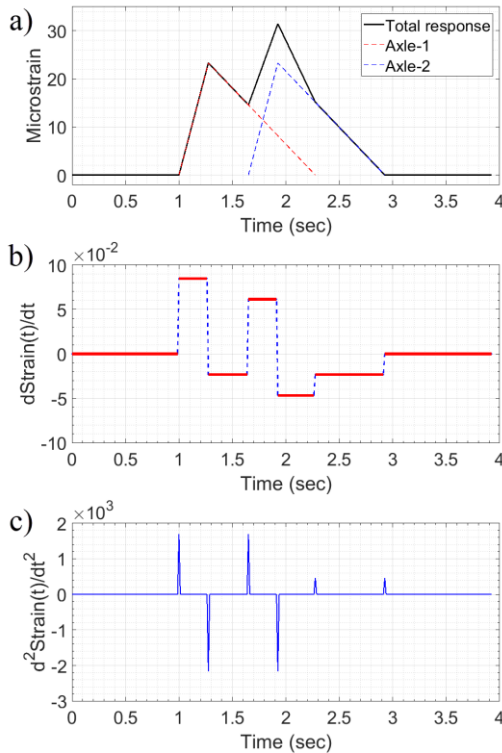 a)
Total response
Axle-1
Axle-2
Microstrain
30
20
10
0
0 0.5 1 1.5 2 2.5 3 3.5 4
Time (sec)
b)
×10⁻²
dStrain(t)/dt
10
5
0
-5
-10
0 0.5 1 1.5 2 2.5 3 3.5 4
Time (sec)
c)
×10³
d²Strain(t)/dt²
2
1
0
-1
-2
-3
0 0.5 1 1.5 2 2.5 3 3.5 4
Time (sec)